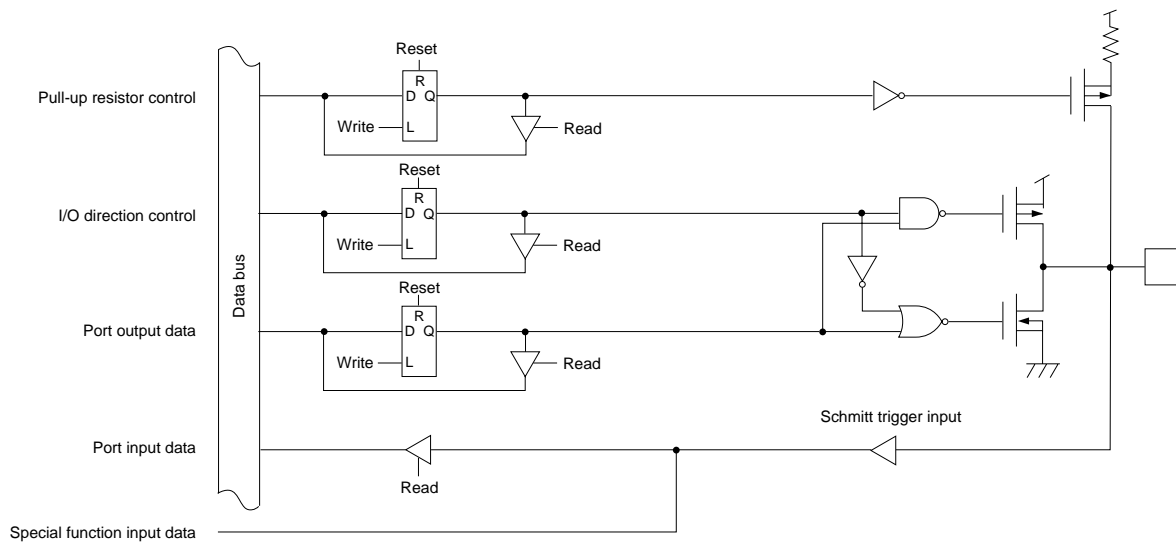 Reset
Pull-up resistor control
R
D Q
Write
L
Read
Reset
I/O direction control
R
D Q
Write
L
Read
Data bus
Reset
Port output data
R
D Q
Write
L
Read
Schmitt trigger input
Port input data
Read
Special function input data